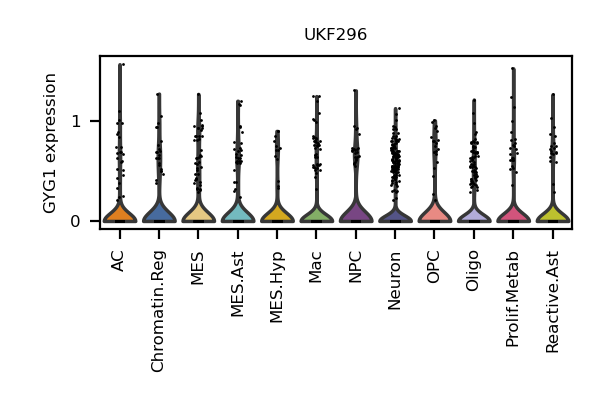 UKF296
GYG1 expression
1
0
AC
Chromatin.Reg
MES
MES.Ast
MES.Hyp
Mac
NPC
Neuron
OPC
Oligo
Prolif.Metab
Reactive.Ast